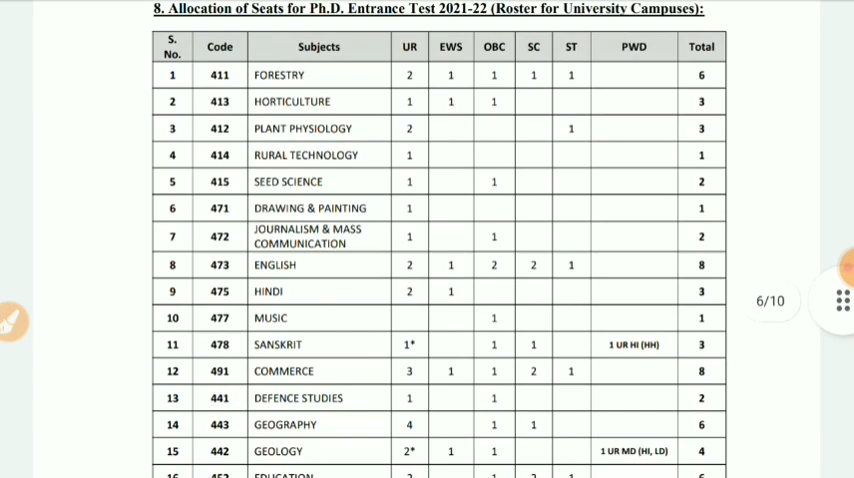 8. Allocation of Seats for Ph.D. Entrance Test 2021-22 (Roster for University Campuses):
S. No. Code Subjects UR EWS OBC SC ST PWD Total
1 411 FORESTRY 2 1 1 1 1 6
2 413 HORTICULTURE 1 1 1 3
3 412 PLANT PHYSIOLOGY 2 1 3
4 414 RURAL TECHNOLOGY 1 1
5 415 SEED SCIENCE 1 1 2
6 471 DRAWING & PAINTING 1 1
7 472 JOURNALISM & MASS COMMUNICATION 1 1 2
8 473 ENGLISH 2 1 2 2 1 8
9 475 HINDI 2 1 3
10 477 MUSIC 1 1
11 478 SANSKRIT 1* 1 1 1 UR HI (HH) 3
12 491 COMMERCE 3 1 1 2 1 8
13 441 DEFENCE STUDIES 1 1 2
14 443 GEOGRAPHY 4 1 1 6
15 442 GEOLOGY 2* 1 1 1 UR MD (HI, LD) 4
EDUCATION
6/10